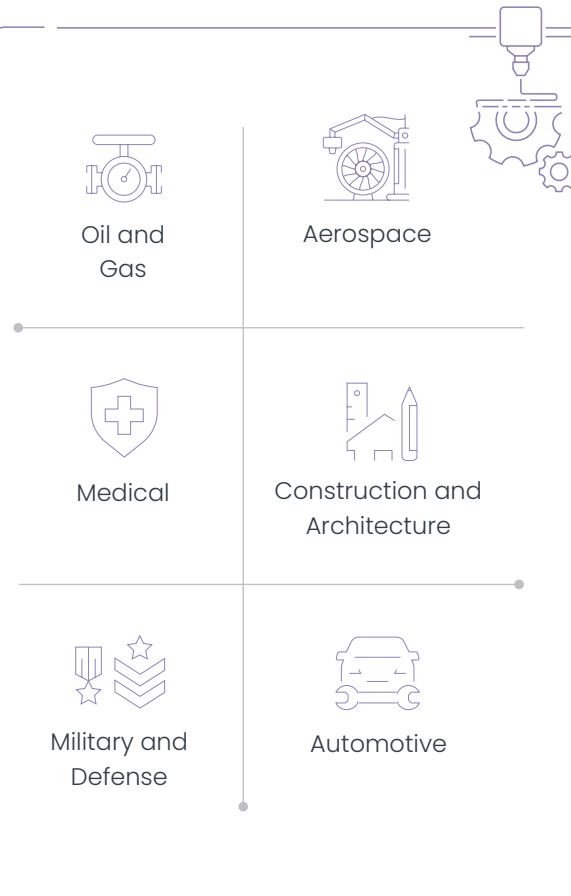 Oil and
Gas
Aerospace
Medical
Construction and
Architecture
Military and
Defense
Automotive